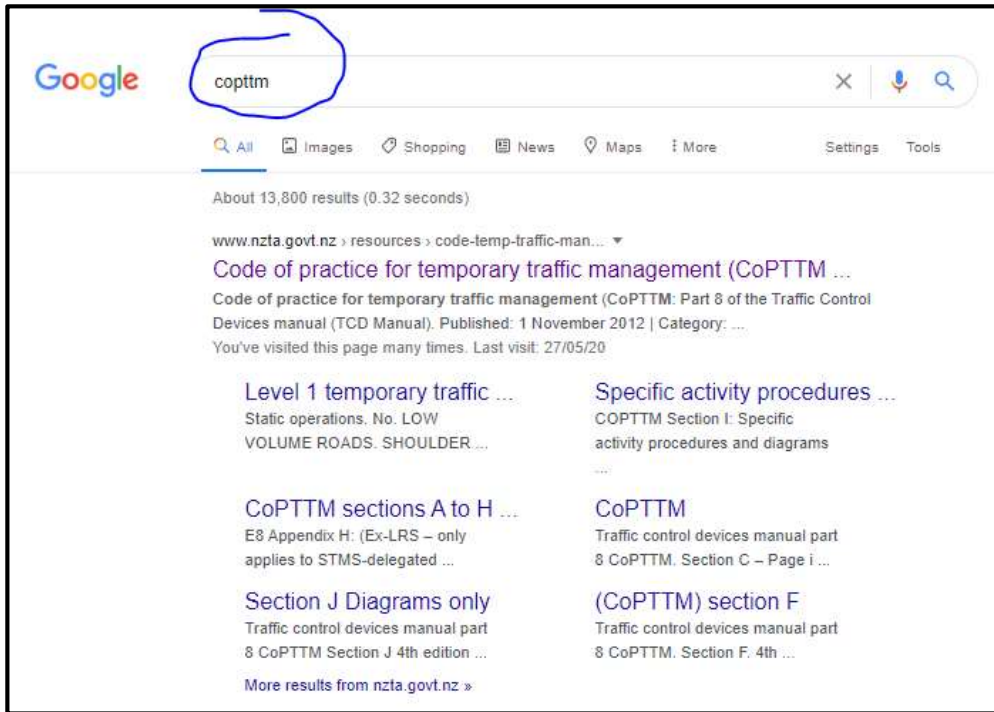 Google
copttm
All Images Shopping News Maps More Settings Tools
About 13,800 results (0.32 seconds)
www.nzta.govt.nz › resources › code-temp-traffic-man...
Code of practice for temporary traffic management (CoPTTM ...
Code of practice for temporary traffic management (CoPTTM: Part 8 of the Traffic Control
Devices manual (TCD Manual). Published: 1 November 2012 | Category: ...
You've visited this page many times. Last visit: 27/05/20
Level 1 temporary traffic ...
Static operations. No. LOW
VOLUME ROADS. SHOULDER ...
Specific activity procedures ...
COPTTM Section I: Specific
activity procedures and diagrams
...
CoPTTM sections A to H ...
E8 Appendix H: (Ex-LRS – only
applies to STMS-delegated ...
CoPTTM
Traffic control devices manual part
8 CoPTTM. Section C – Page i ...
Section J Diagrams only
Traffic control devices manual part
8 CoPTTM Section J 4th edition ...
(CoPTTM) section F
Traffic control devices manual part
8 CoPTTM. Section F. 4th ...
More results from nzta.govt.nz »